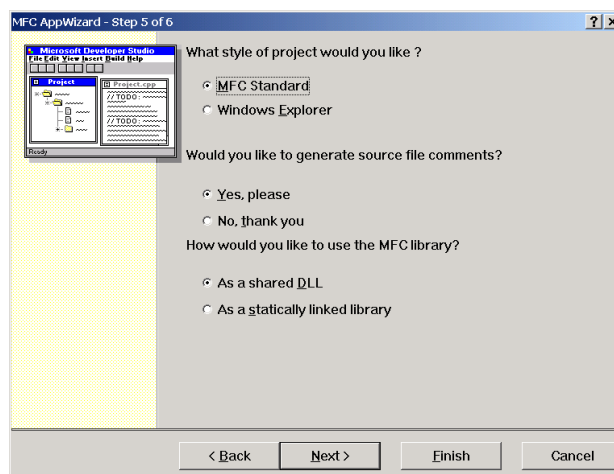 MFC AppWizard - Step 5 of 6
Microsoft Developer Studio
File Edit View Insert Build Help
Project
Project.cpp
// TODO:
// TODO:
Ready
What style of project would you like ?
MFC Standard
Windows Explorer
Would you like to generate source file comments?
Yes, please
No, thank you
How would you like to use the MFC library?
As a shared DLL
As a statically linked library
< Back
Next >
Finish
Cancel